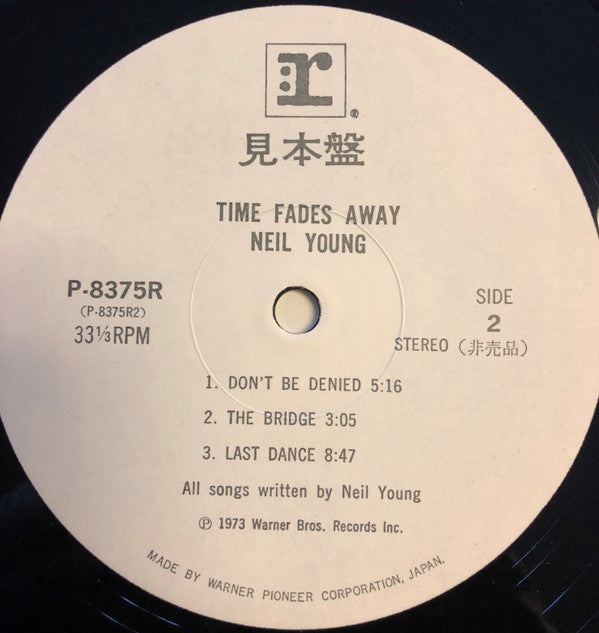 r
®
見本盤
TIME FADES AWAY
NEIL YOUNG
P-8375R
(P-8375R2)
33⅓RPM
SIDE
2
STEREO (非売品)
1. DON'T BE DENIED 5:16
2. THE BRIDGE 3:05
3. LAST DANCE 8:47
All songs written by Neil Young
℗ 1973 Warner Bros. Records Inc.
MADE BY WARNER PIONEER CORPORATION, JAPAN.